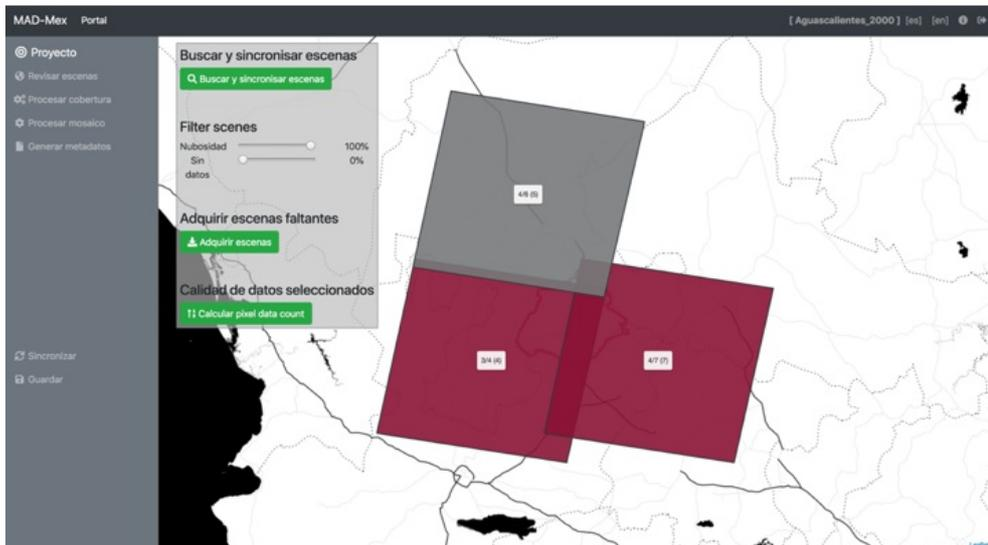 MAD-Mex Portal [ Aguascalientes_2000 ] [es] [en]
Proyecto
Revisar escenas
Procesar cobertura
Procesar mosaico
Generar metadatos
Sincronizar
Guardar
Buscar y sincronisar escenas
Buscar y sincronisar escenas
Filter scenes
Nubosidad 100%
Sin datos 0%
Adquirir escenas faltantes
Adquirir escenas
Calidad de datos seleccionados
Calcular pixel data count
4/6 (5)
3/4 (4)
4/7 (7)